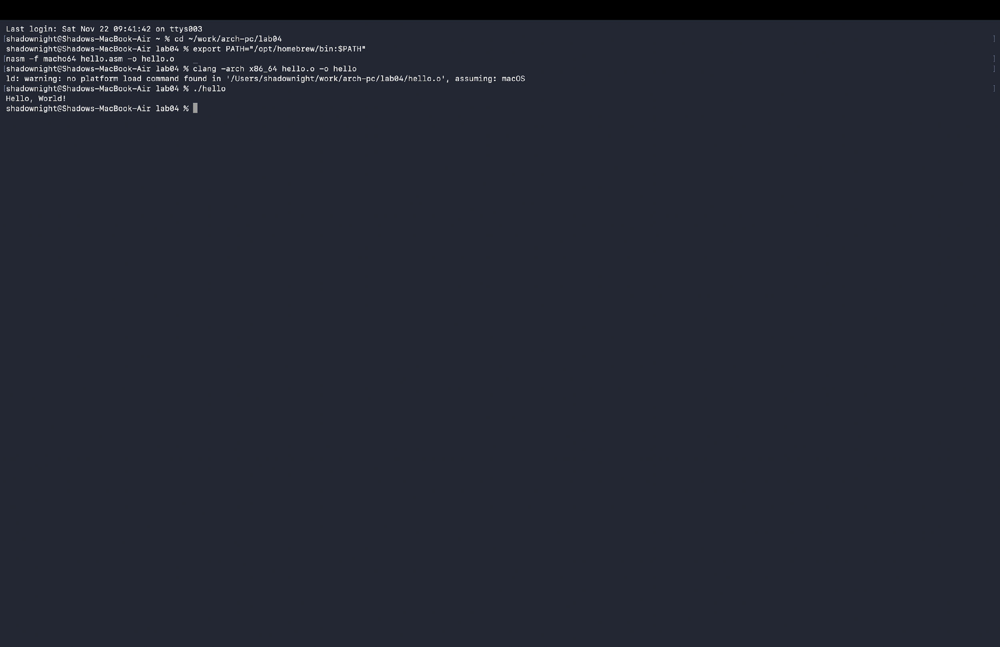 Last login: Sat Nov 22 09:41:42 on ttys003
[shadownight@Shadows-MacBook-Air ~ % cd ~/work/arch-pc/lab04 ]
shadownight@Shadows-MacBook-Air lab04 % export PATH="/opt/homebrew/bin:$PATH"
[nasm -f macho64 hello.asm -o hello.o _ ]
[shadownight@Shadows-MacBook-Air lab04 % clang -arch x86_64 hello.o -o hello ]
ld: warning: no platform load command found in '/Users/shadownight/work/arch-pc/lab04/hello.o', assuming: macOS
[shadownight@Shadows-MacBook-Air lab04 % ./hello ]
Hello, World!
shadownight@Shadows-MacBook-Air lab04 %